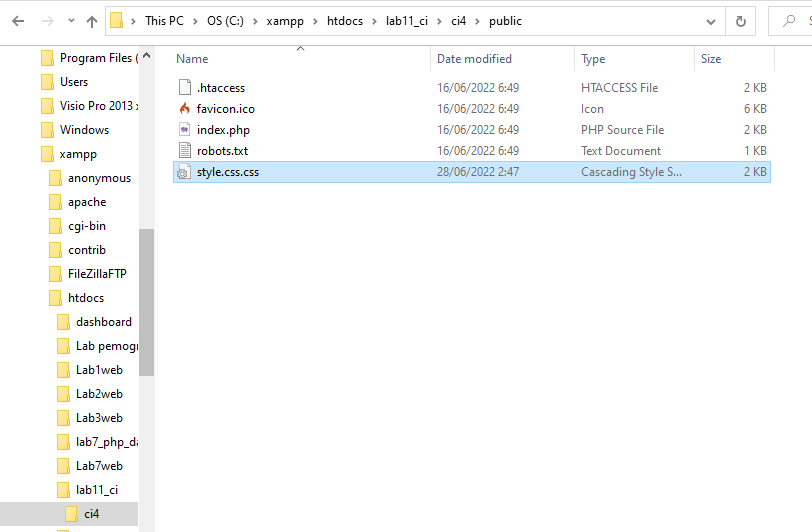 This PC > OS (C:) > xampp > htdocs > lab11_ci > ci4 > public
Program Files (
Users
Visio Pro 2013 x
Windows
xampp
anonymous
apache
cgi-bin
contrib
FileZillaFTP
htdocs
dashboard
Lab pemogr
Lab1web
Lab2web
Lab3web
lab7_php_da
Lab7web
lab11_ci
ci4
Name Date modified Type Size
.htaccess 16/06/2022 6:49 HTACCESS File 2 KB
favicon.ico 16/06/2022 6:49 Icon 6 KB
index.php 16/06/2022 6:49 PHP Source File 2 KB
robots.txt 16/06/2022 6:49 Text Document 1 KB
style.css.css 28/06/2022 2:47 Cascading Style S... 2 KB